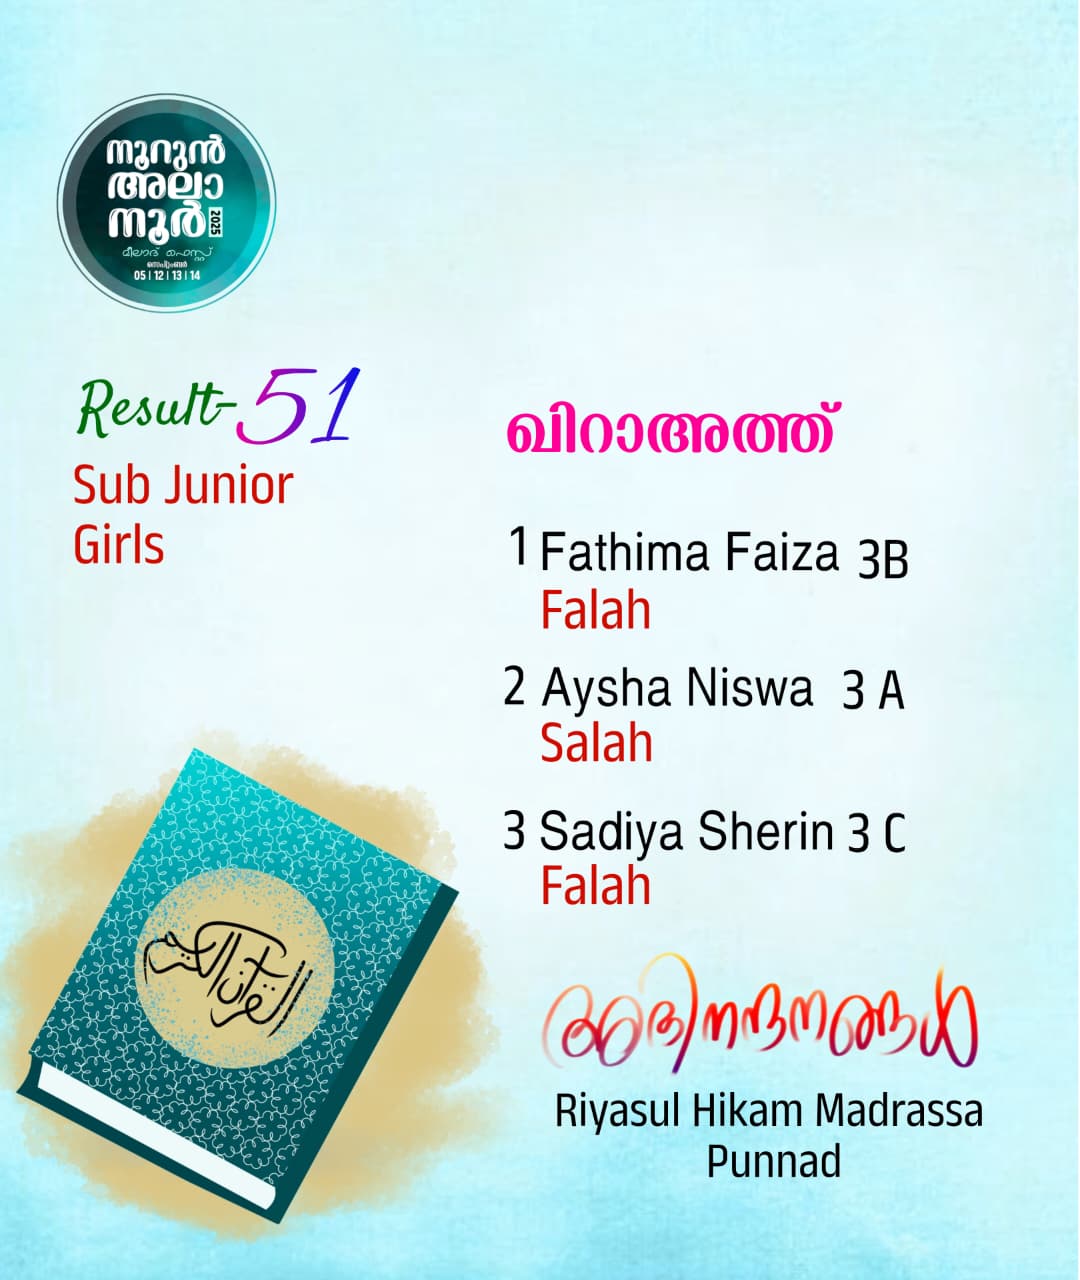 നൂറുൻ
അലാ
നൂർ 2025
മീലാദ് ഫെസ്റ്റ്
സെപ്റ്റംബർ
05 | 12 | 13 | 14
Result-51
Sub Junior
Girls
ഖിറാഅത്ത്
1 Fathima Faiza 3B
Falah
2 Aysha Niswa 3 A
Salah
3 Sadiya Sherin 3 C
Falah
القرآن الكريم
അഭിനന്ദനങ്ങൾ
Riyasul Hikam Madrassa
Punnad